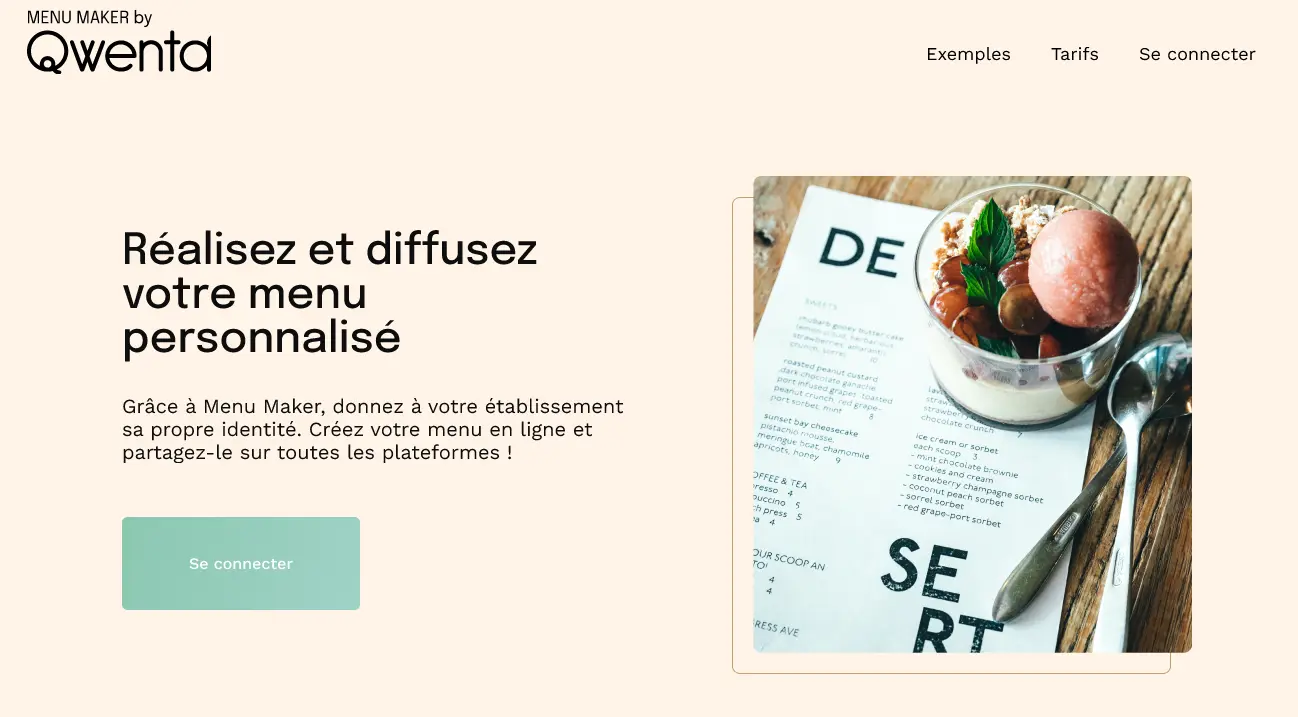 MENU MAKER by
Qwenta
Exemples
Tarifs
Se connecter
Réalisez et diffusez
votre menu
personnalisé
Grâce à Menu Maker, donnez à votre établissement
sa propre identité. Créez votre menu en ligne et
partagez-le sur toutes les plateformes !
Se connecter
DE
SWEETS
rhubarb gooey butter cake
roasted peanut custard
dark chocolate ganache
port infused grapes toasted
peanut crunch, red grape-
port sorbet, mint
8
sunset bay cheesecake
pistachio mousse,
meringue boat, chamomile
apricots, honey 9
chocolate crunch
7
ice cream or sorbet
each scoop 3
- mint chocolate brownie
- cookies and cream
- strawberry champagne sorbet
- coconut peach sorbet
- sorrel sorbet
- red grape-port sorbet
OFFEE & TEA
resso 4
puccino 5
ch press 5
a 4
OUR SCOOP AN
TO!
4
4
RESS AVE
SE
RT